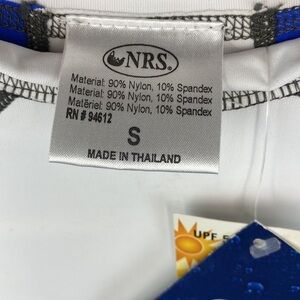 NRS.
Material: 90% Nylon, 10% Spandex
Material: 90% Nylon, 10% Spandex
Matériel: 90% Nylon, 10% Spandex
RN # 94612
S
MADE IN THAILAND
UPF